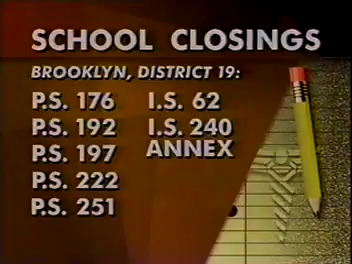 SCHOOL CLOSINGS
BROOKLYN, DISTRICT 19:
P.S. 176
P.S. 192
P.S. 197
P.S. 222
P.S. 251
I.S. 62
I.S. 240
ANNEX